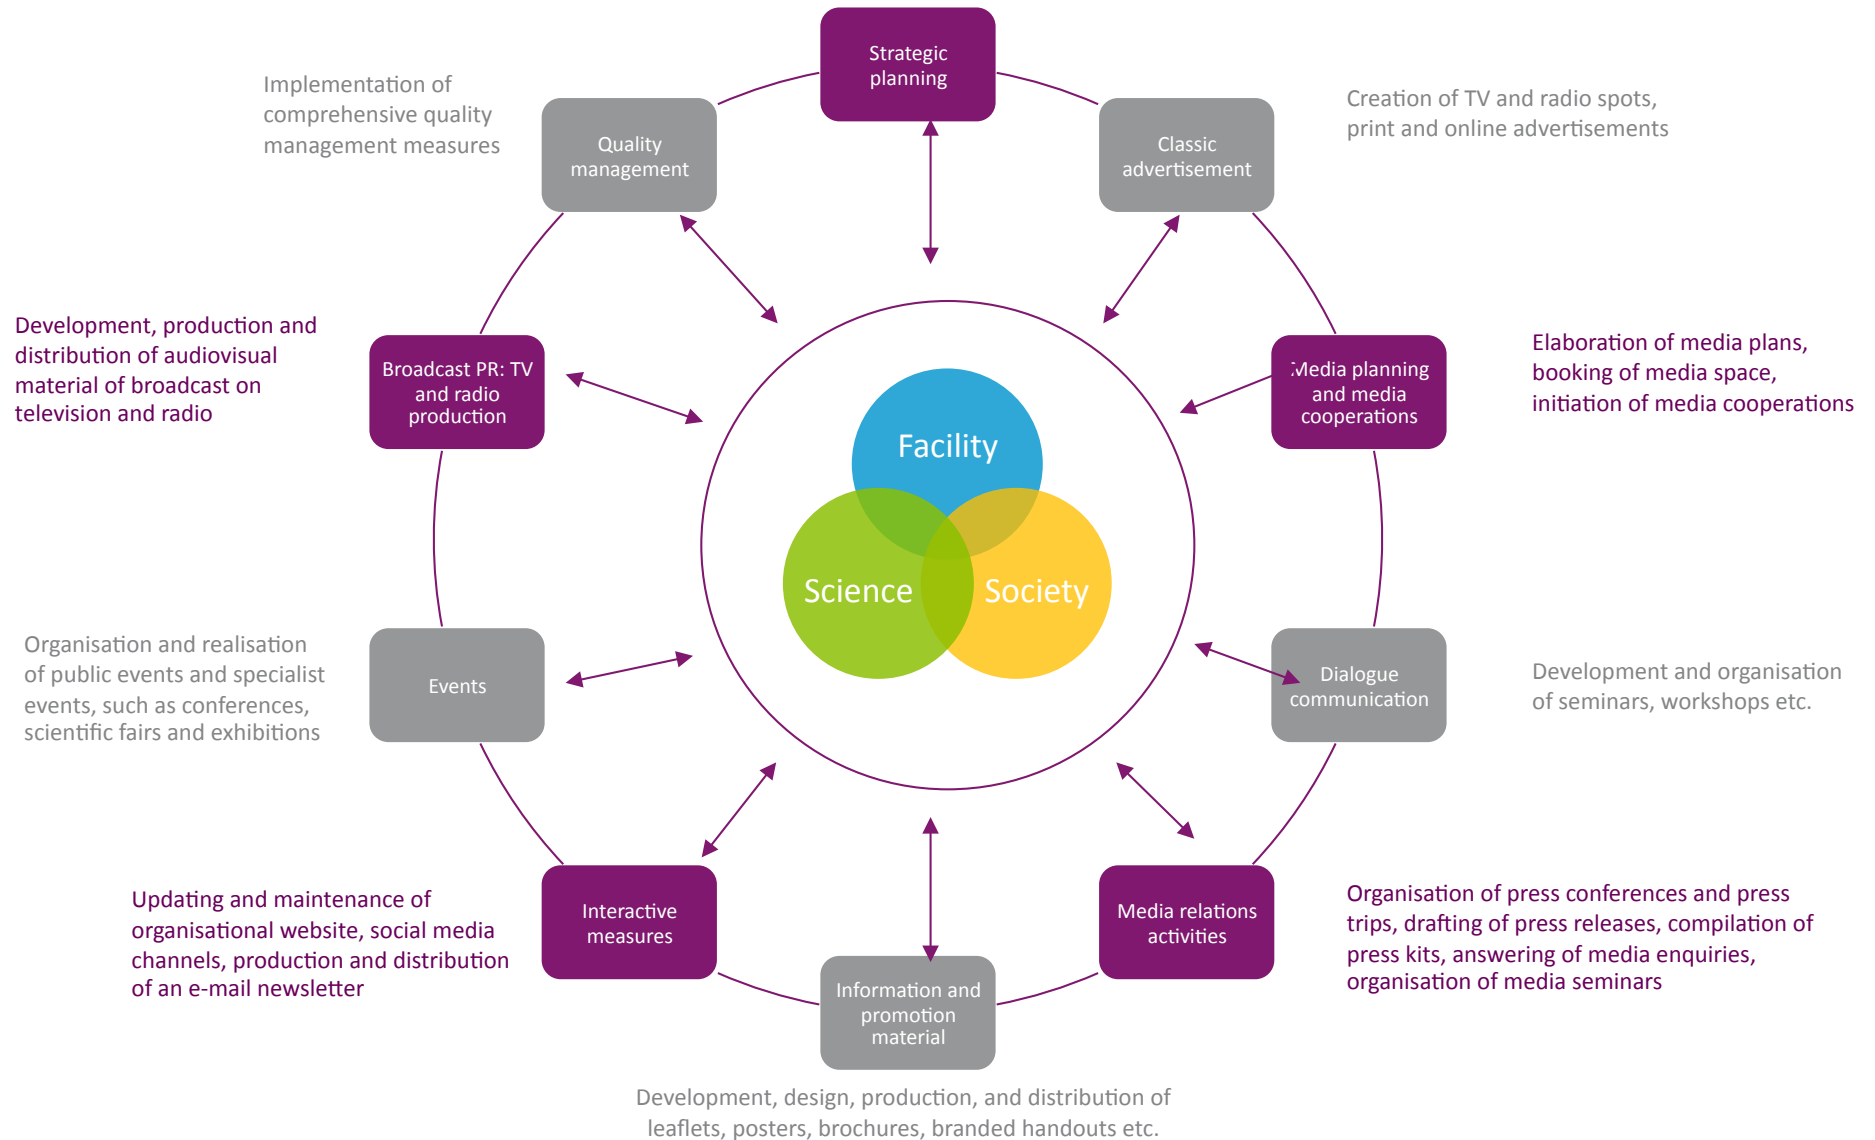 Strategic
planning
Classic
advertisement
Creation of TV and radio spots,
print and online advertisements
Media planning
and media
cooperations
Elaboration of media plans,
booking of media space,
initiation of media cooperations
Dialogue
communication
Development and organisation
of seminars, workshops etc.
Media relations
activities
Organisation of press conferences and press
trips, drafting of press releases, compilation of
press kits, answering of media enquiries,
organisation of media seminars
Information and
promotion
material
Development, design, production, and distribution of
leaflets, posters, brochures, branded handouts etc.
Interactive
measures
Updating and maintenance of
organisational website, social media
channels, production and distribution
of an e-mail newsletter
Events
Organisation and realisation
of public events and specialist
events, such as conferences,
scientific fairs and exhibitions
Broadcast PR: TV
and radio
production
Development, production and
distribution of audiovisual
material of broadcast on
television and radio
Quality
management
Implementation of
comprehensive quality
management measures
Facility
Science
Society